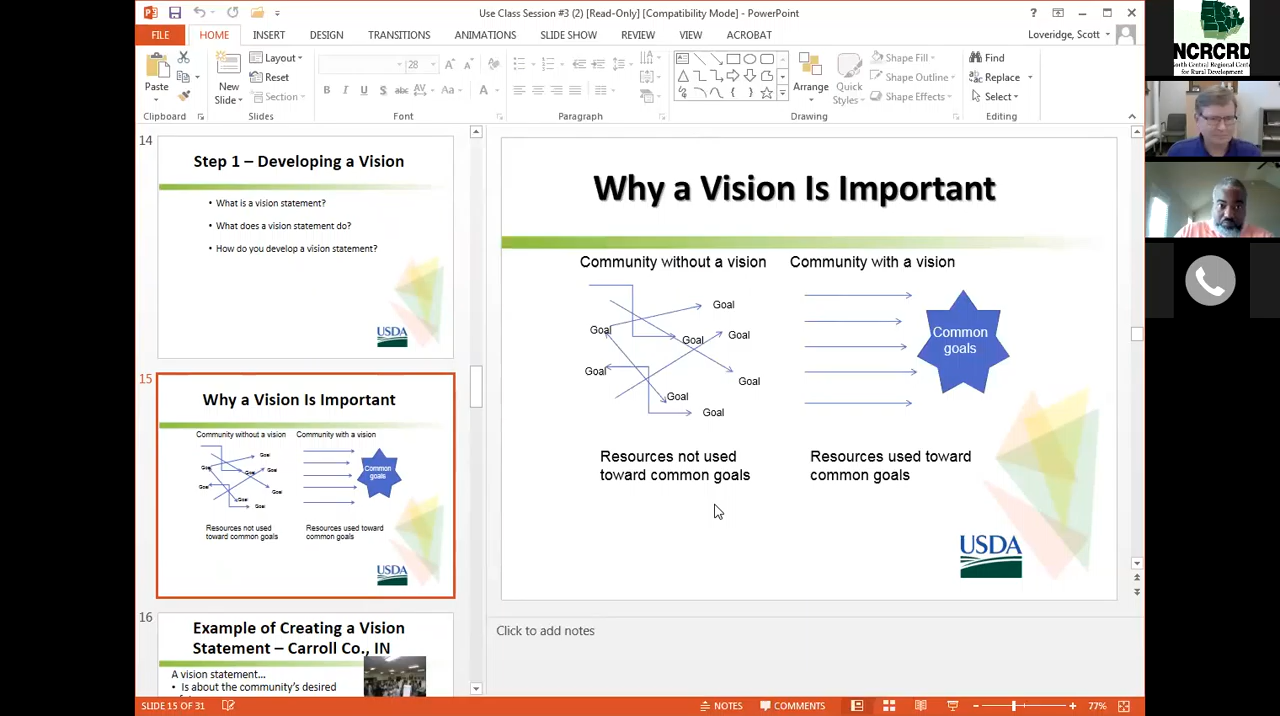 Use Class Session #3 (2) [Read-Only] [Compatibility Mode] - PowerPoint
FILE HOME INSERT DESIGN TRANSITIONS ANIMATIONS SLIDE SHOW REVIEW VIEW ACROBAT
Loveridge, Scott
Paste
New
Slide
Layout
Reset
Section
28
B I U S abc AV Aa A
Arrange
Quick
Styles
Shape Fill
Shape Outline
Shape Effects
Find
Replace
Select
Clipboard Slides Font Paragraph Drawing Editing
14
Step 1 – Developing a Vision
• What is a vision statement?
• What does a vision statement do?
• How do you develop a vision statement?
USDA
15
Why a Vision Is Important
Community without a vision
Community with a vision
Goal
Goal
Goal
Goal
Goal
Goal
Goal
Goal
Common
goals
Resources not used
toward common goals
Resources used toward
common goals
USDA
16
Example of Creating a Vision
Statement – Carroll Co., IN
A vision statement...
• Is about the community's desired
Why a Vision Is Important
Community without a vision
Community with a vision
Goal
Goal
Goal
Goal
Goal
Goal
Goal
Goal
Common
goals
Resources not used
toward common goals
Resources used toward
common goals
USDA
Click to add notes
SLIDE 15 OF 31
NOTES
COMMENTS
77%
NCRCRD
North Central Regional Center
for Rural Development